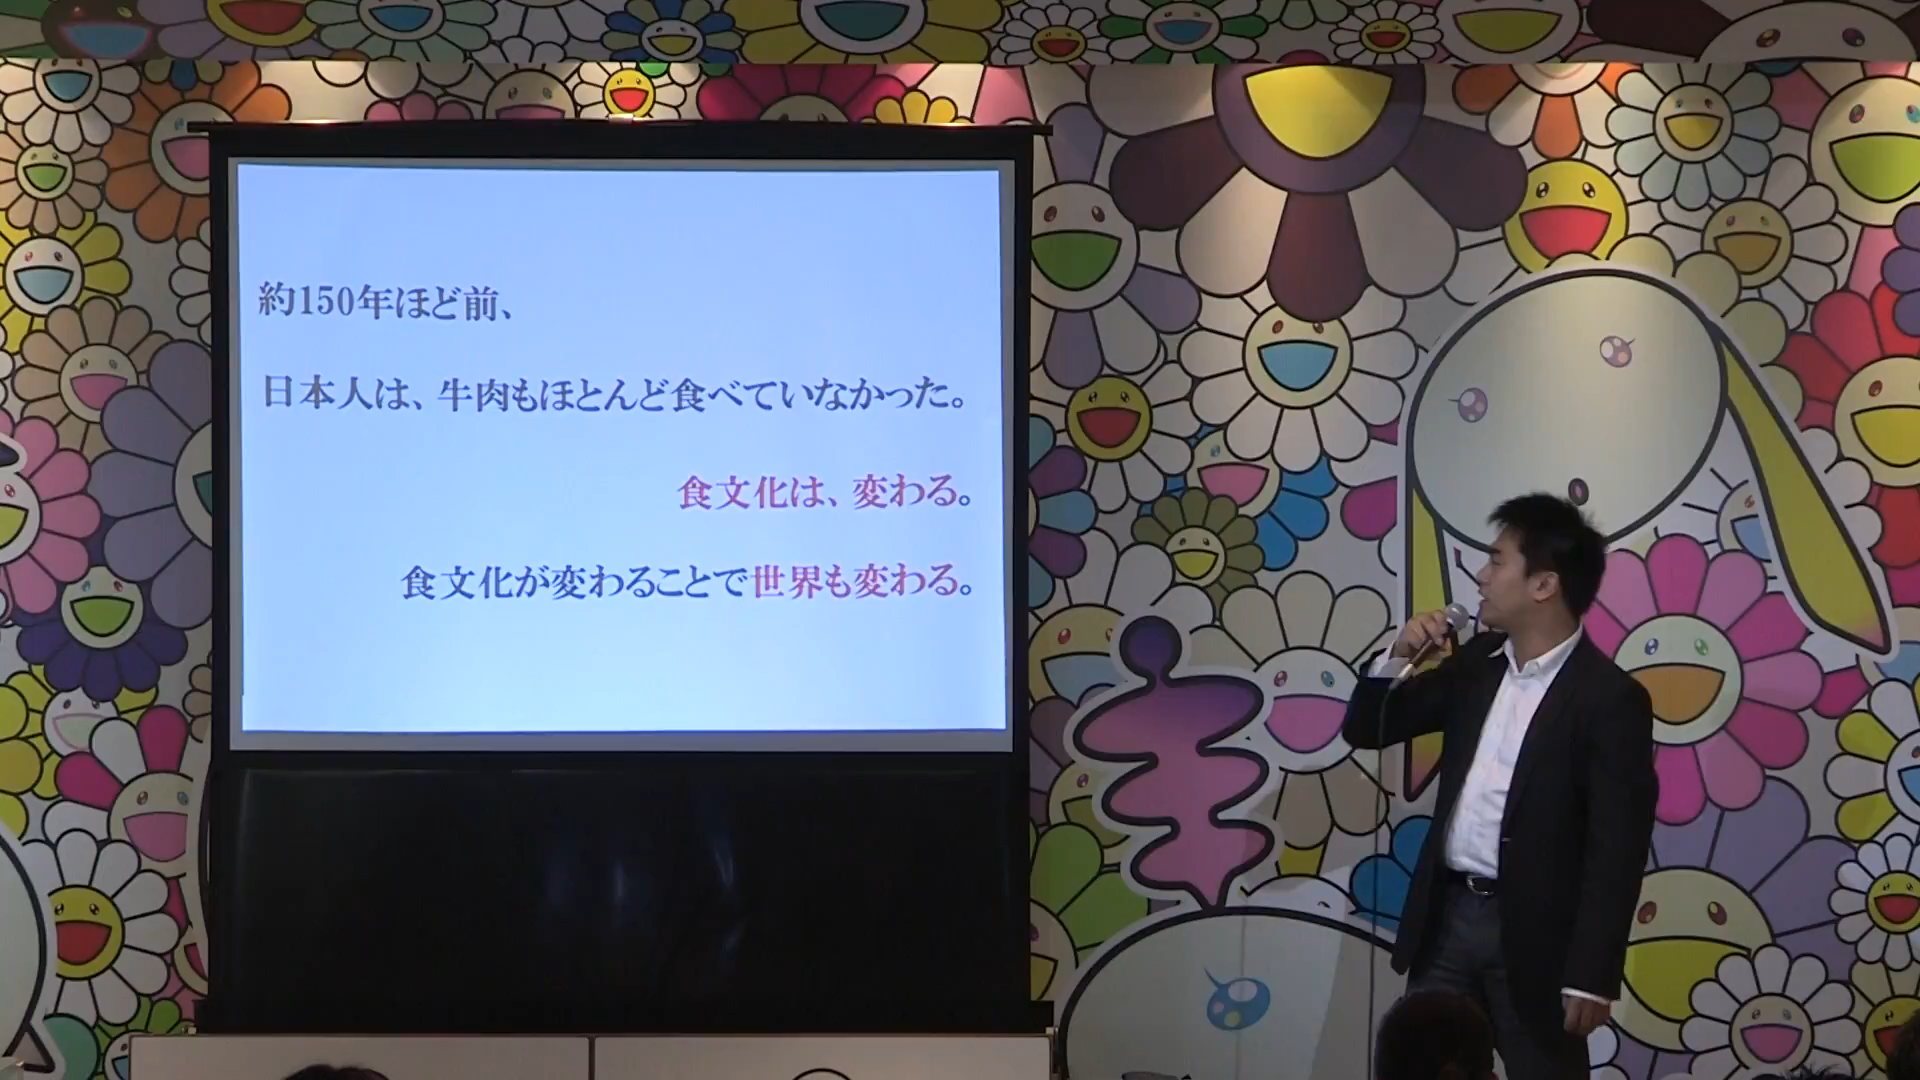 約150年ほど前、
日本人は、牛肉もほとんど食べていなかった。
食文化は、変わる。
食文化が変わることで世界も変わる。